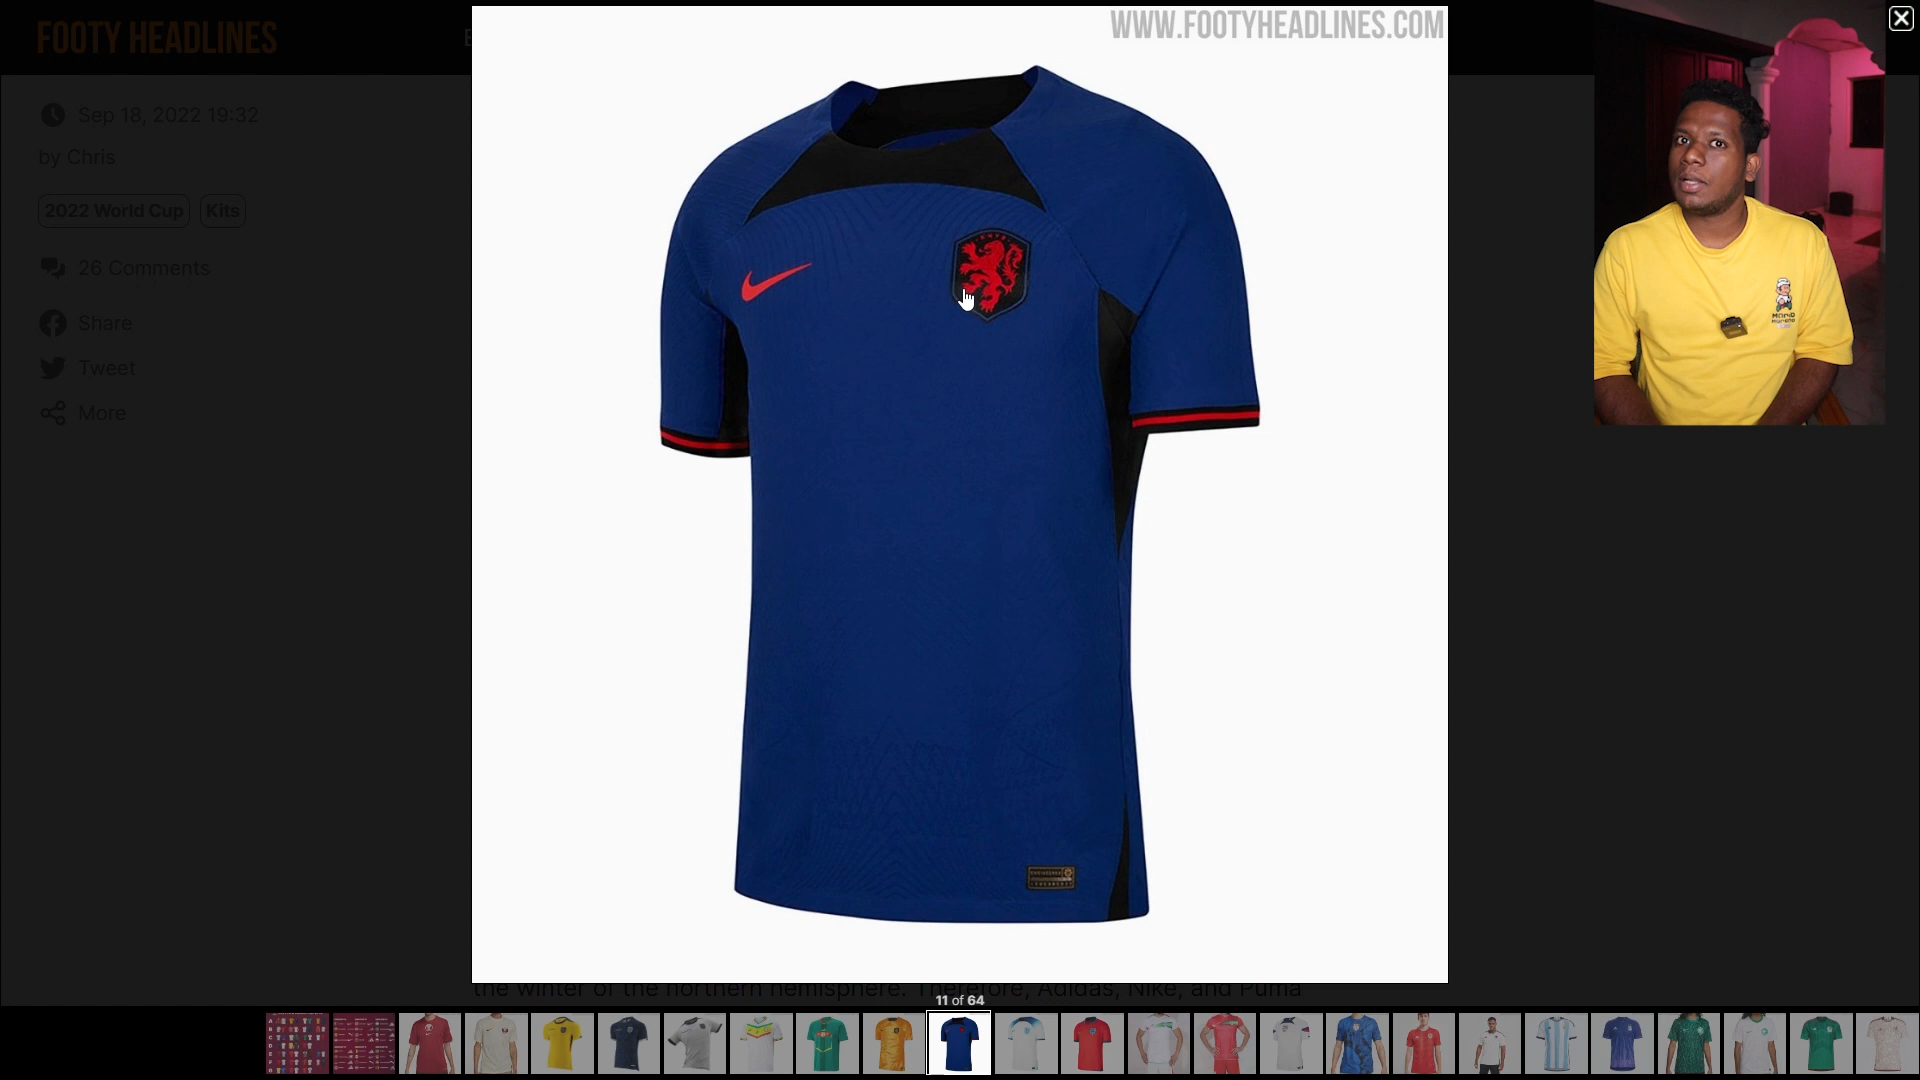 FOOTY HEADLINES
WWW.FOOTYHEADLINES.COM
Sep 18, 2022 19:32
by Chris
2022 World Cup
Kits
26 Comments
Share
Tweet
More
the winter of the northern hemisphere. Therefore, Adidas, Nike, and Puma
11 of 64